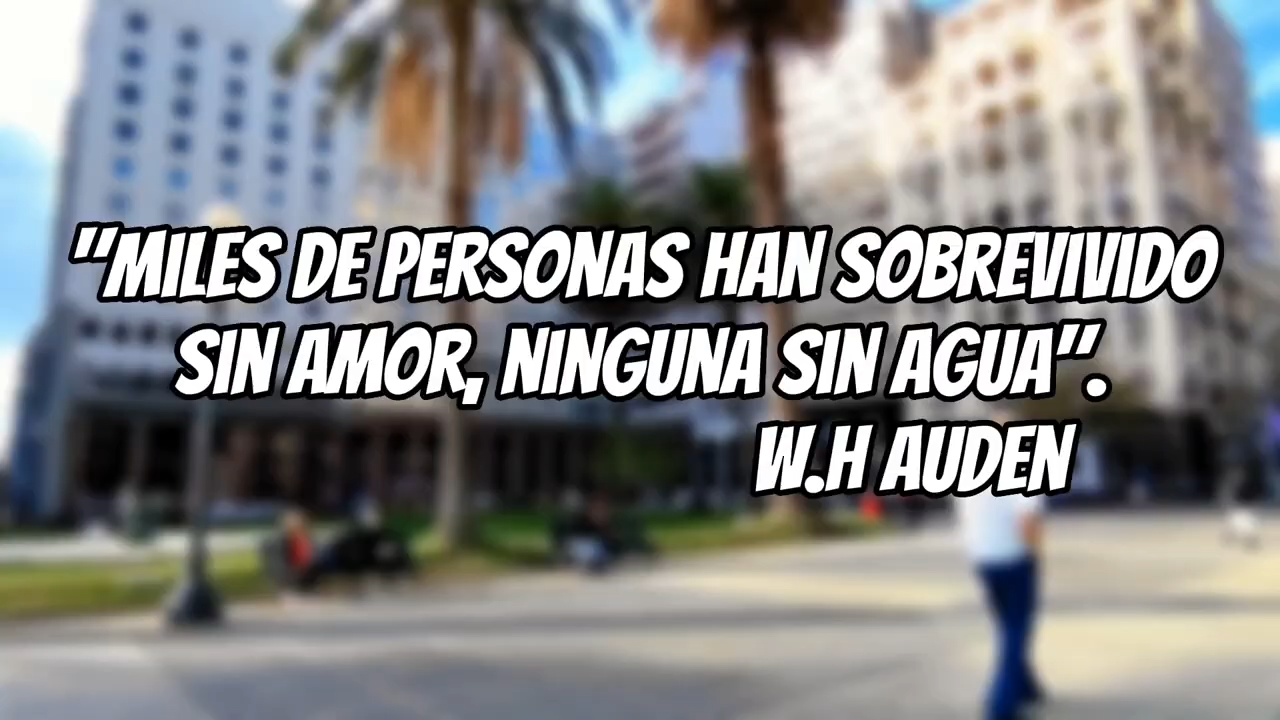 "MILES DE PERSONAS HAN SOBREVIVIDO
SIN AMOR, NINGUNA SIN AGUA".
W.H AUDEN